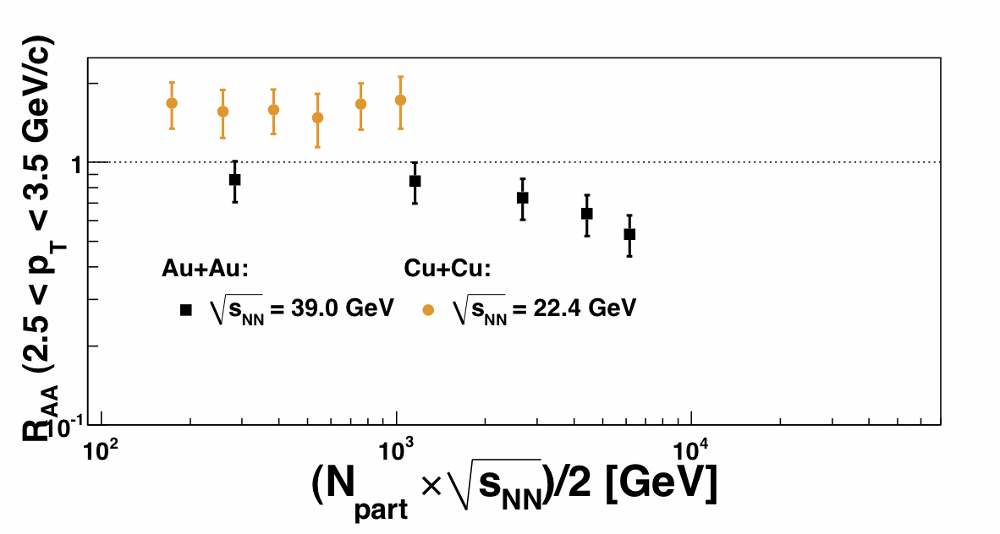 R_AA (2.5 < p_T < 3.5 GeV/c)
1
10^-1
Au+Au: Cu+Cu:
√s_NN = 39.0 GeV √s_NN = 22.4 GeV
10^2 10^3 10^4
(N_part × √s_NN)/2 [GeV]